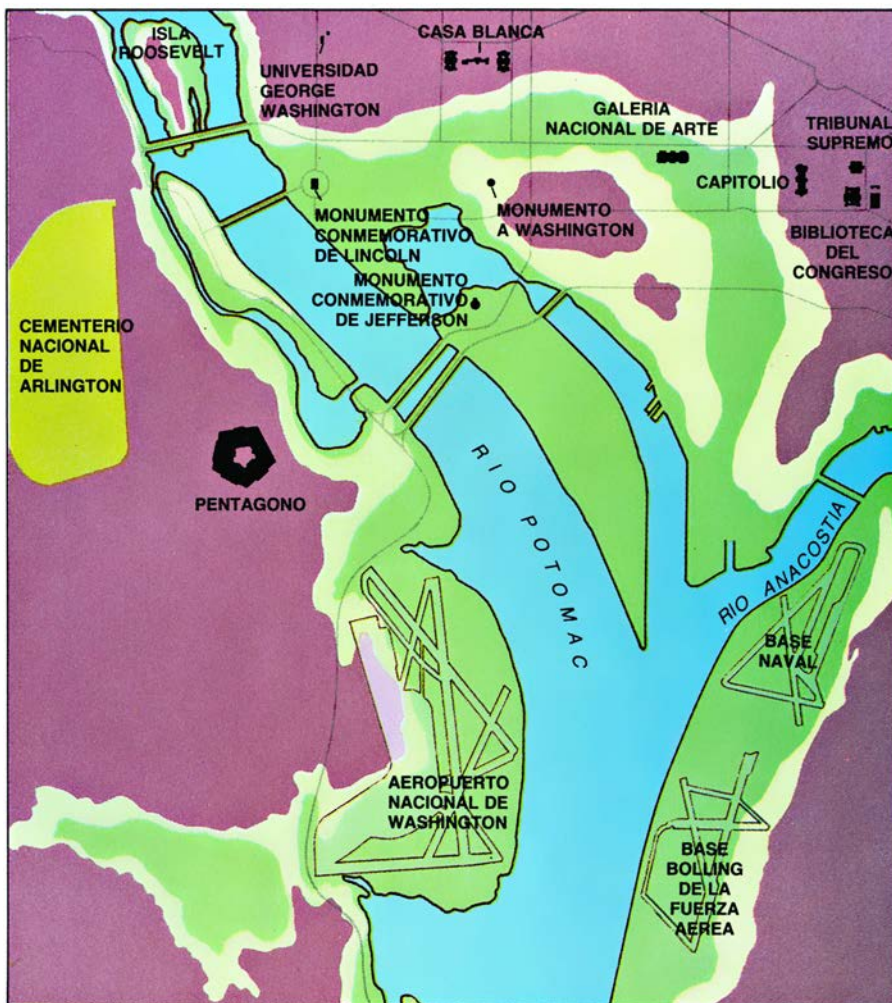 ISLA
ROOSEVELT
CASA BLANCA
UNIVERSIDAD
GEORGE
WASHINGTON
GALERIA
NACIONAL DE ARTE
TRIBUNAL
SUPREMO
CAPITOLIO
MONUMENTO
CONMEMORATIVO
DE LINCOLN
MONUMENTO
A WASHINGTON
BIBLIOTECA
DEL
CONGRESO
MONUMENTO
CONMEMORATIVO
DE JEFFERSON
CEMENTERIO
NACIONAL
DE
ARLINGTON
PENTAGONO
RIO POTOMAC
RIO ANACOSTIA
BASE
NAVAL
AEROPUERTO
NACIONAL DE
WASHINGTON
BASE
BOLLING
DE LA
FUERZA
AEREA